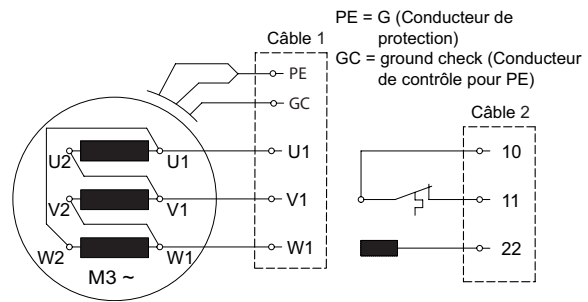 PE = G (Conducteur de
protection)
GC = ground check (Conducteur
de contrôle pour PE)
Câble 1
PE
GC
U1
V1
W1
U2
U1
V2
V1
W2
W1
M3 ~
Câble 2
10
11
22